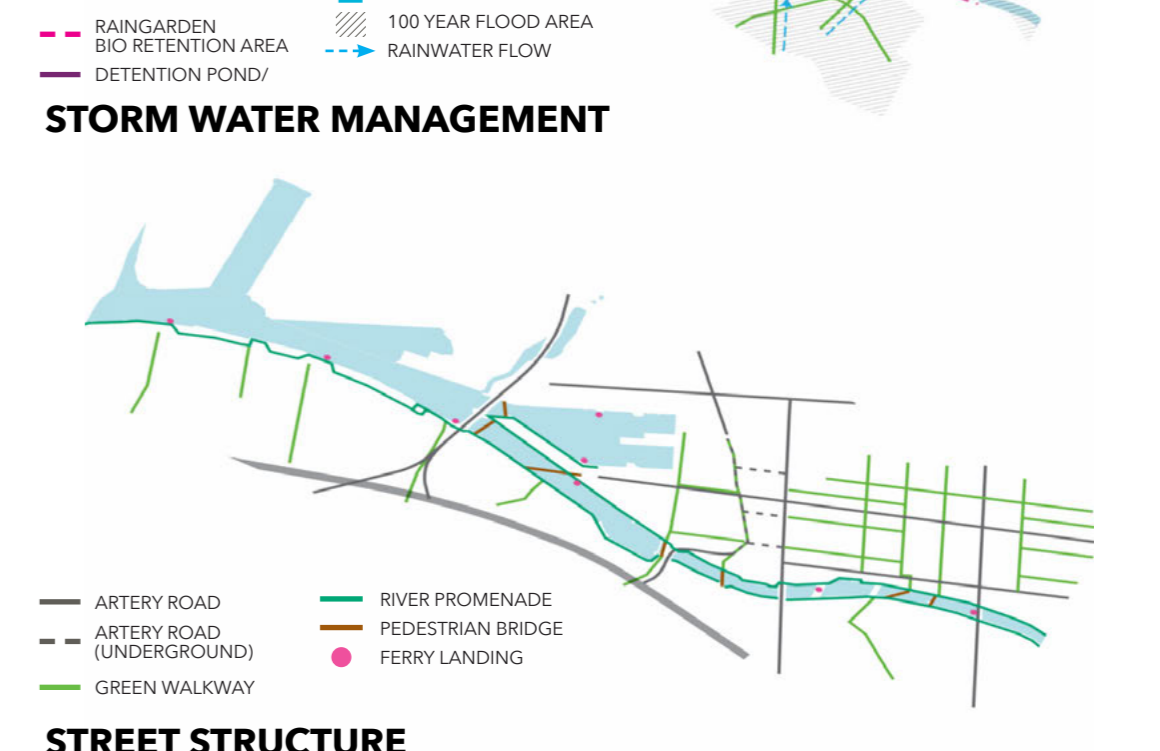 RAINGARDEN
BIO RETENTION AREA
DETENTION POND/
100 YEAR FLOOD AREA
RAINWATER FLOW
STORM WATER MANAGEMENT
ARTERY ROAD
ARTERY ROAD
(UNDERGROUND)
GREEN WALKWAY
RIVER PROMENADE
PEDESTRIAN BRIDGE
FERRY LANDING
STREET STRUCTURE